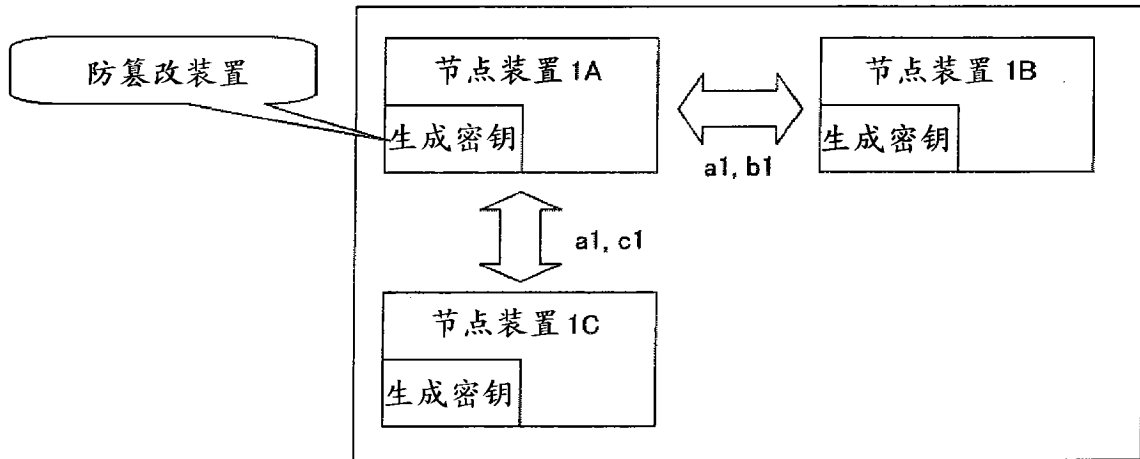 防篡改装置
节点装置 1A
生成密钥
节点装置 1B
生成密钥
a1, b1
a1, c1
节点装置 1C
生成密钥